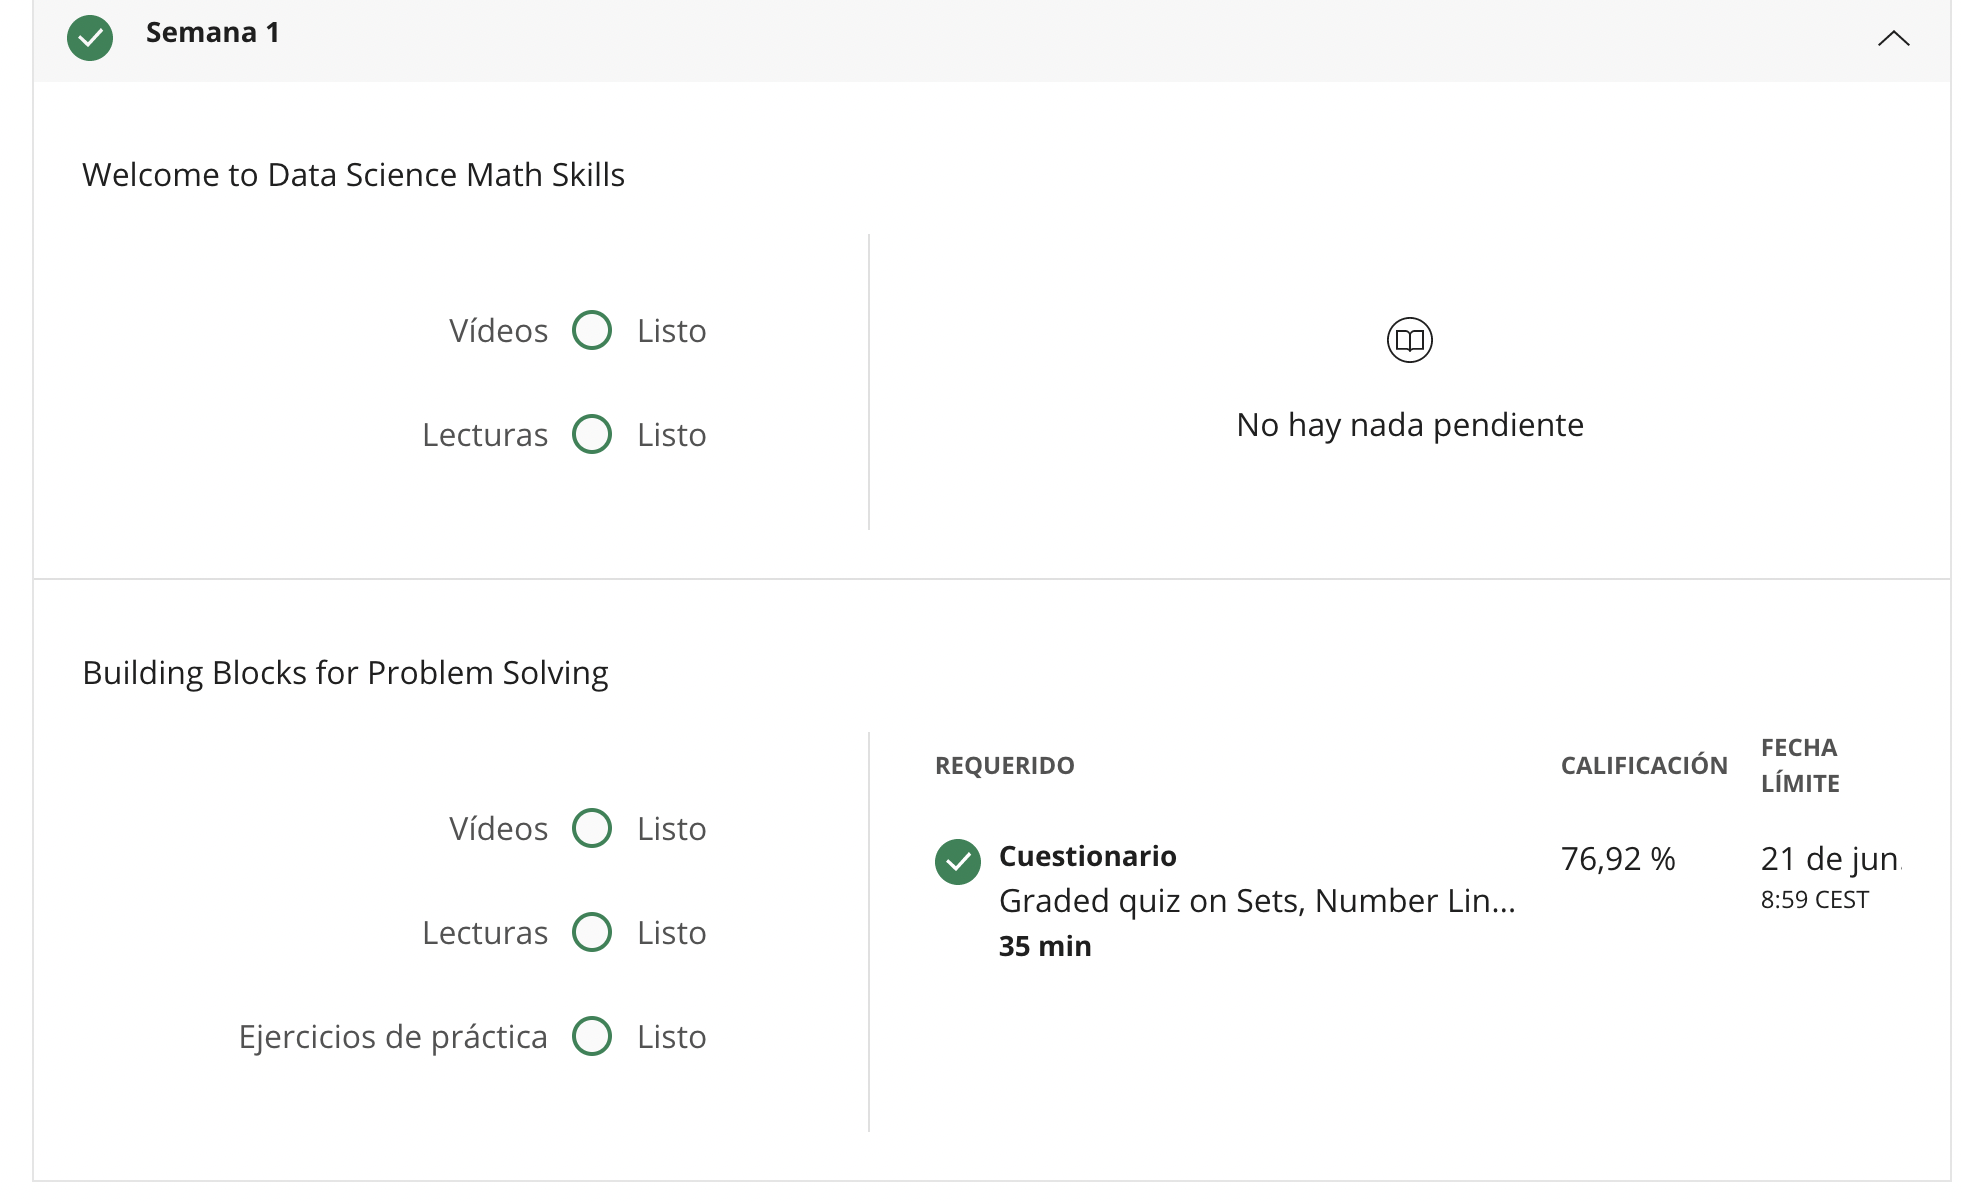 Semana 1
Welcome to Data Science Math Skills
Vídeos Listo
Lecturas Listo
No hay nada pendiente
Building Blocks for Problem Solving
Vídeos Listo
Lecturas Listo
Ejercicios de práctica Listo
REQUERIDO CALIFICACIÓN FECHA LÍMITE
Cuestionario 76,92 % 21 de jun.
Graded quiz on Sets, Number Lin... 8:59 CEST
35 min